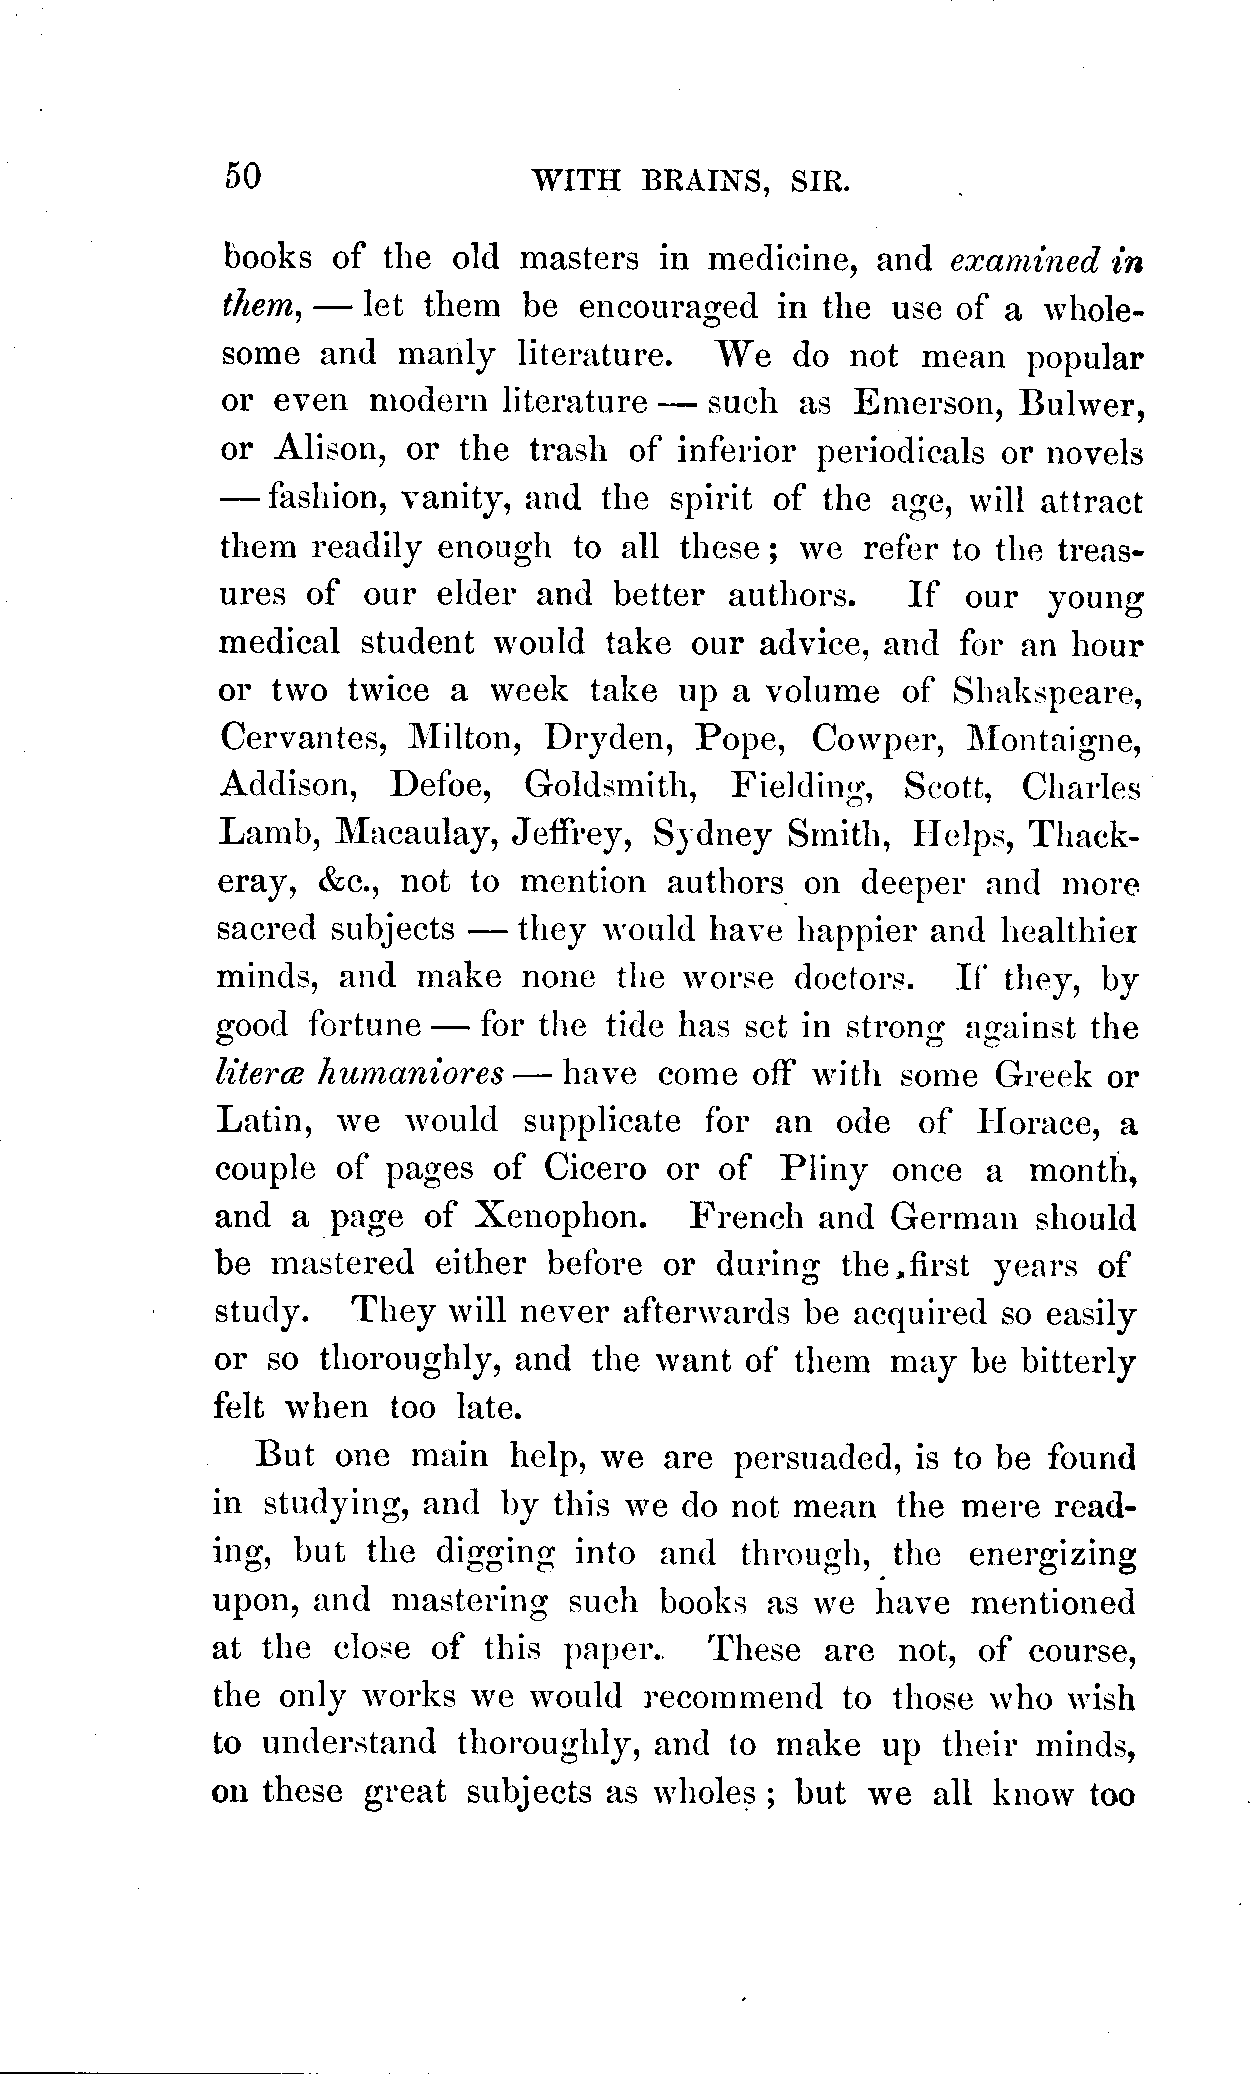 50 WITH BRAINS, SIR.
books of the old masters in medicine, and examined in
them, — let them be encouraged in the use of a whole-
some and manly literature. We do not mean popular
or even modern literature — such as Emerson, Bulwer,
or Alison, or the trash of inferior periodicals or novels
— fashion, vanity, and the spirit of the age, will attract
them readily enough to all these; we refer to the treas-
ures of our elder and better authors. If our young
medical student would take our advice, and for an hour
or two twice a week take up a volume of Shakspeare,
Cervantes, Milton, Dryden, Pope, Cowper, Montaigne,
Addison, Defoe, Goldsmith, Fielding, Scott, Charles
Lamb, Macaulay, Jeffrey, Sydney Smith, Helps, Thack-
eray, &c., not to mention authors on deeper and more
sacred subjects — they would have happier and healthier
minds, and make none the worse doctors. If they, by
good fortune — for the tide has set in strong against the
literæ humaniores — have come off with some Greek or
Latin, we would supplicate for an ode of Horace, a
couple of pages of Cicero or of Pliny once a month,
and a page of Xenophon. French and German should
be mastered either before or during the first years of
study. They will never afterwards be acquired so easily
or so thoroughly, and the want of them may be bitterly
felt when too late.
But one main help, we are persuaded, is to be found
in studying, and by this we do not mean the mere read-
ing, but the digging into and through, the energizing
upon, and mastering such books as we have mentioned
at the close of this paper. These are not, of course,
the only works we would recommend to those who wish
to understand thoroughly, and to make up their minds,
on these great subjects as wholes; but we all know too